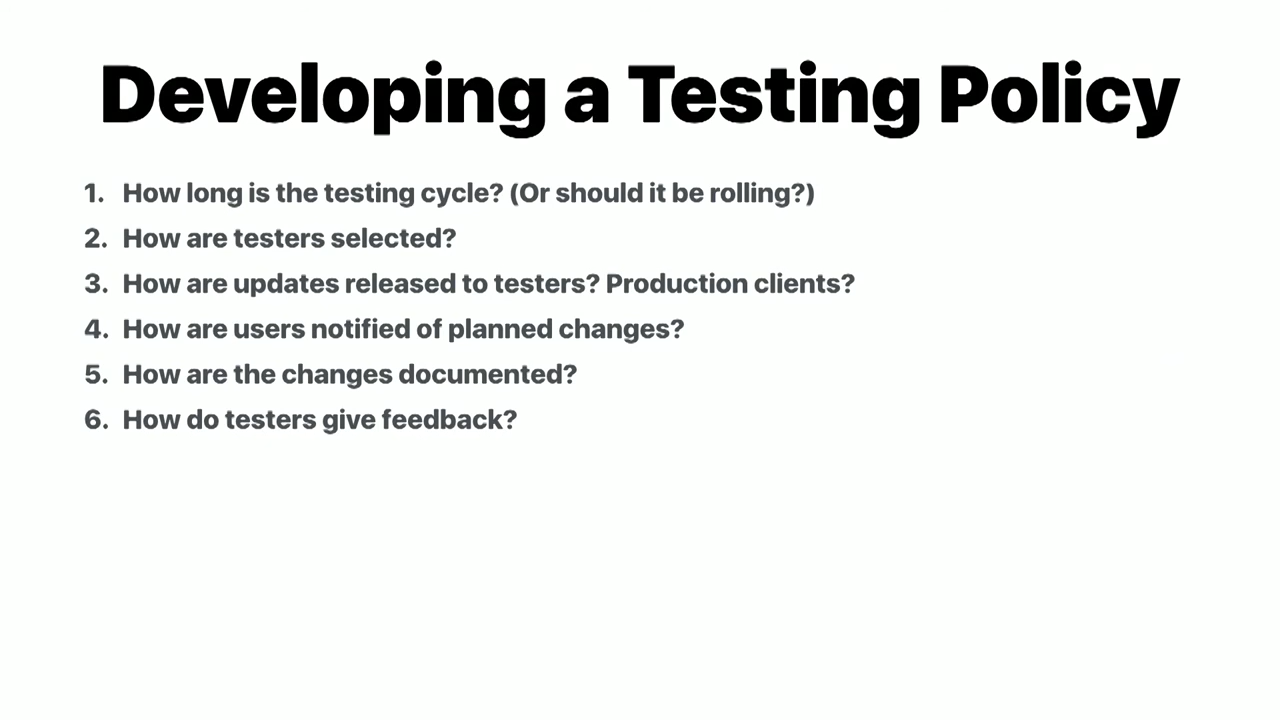 Developing a Testing Policy
1. How long is the testing cycle? (Or should it be rolling?)
2. How are testers selected?
3. How are updates released to testers? Production clients?
4. How are users notified of planned changes?
5. How are the changes documented?
6. How do testers give feedback?